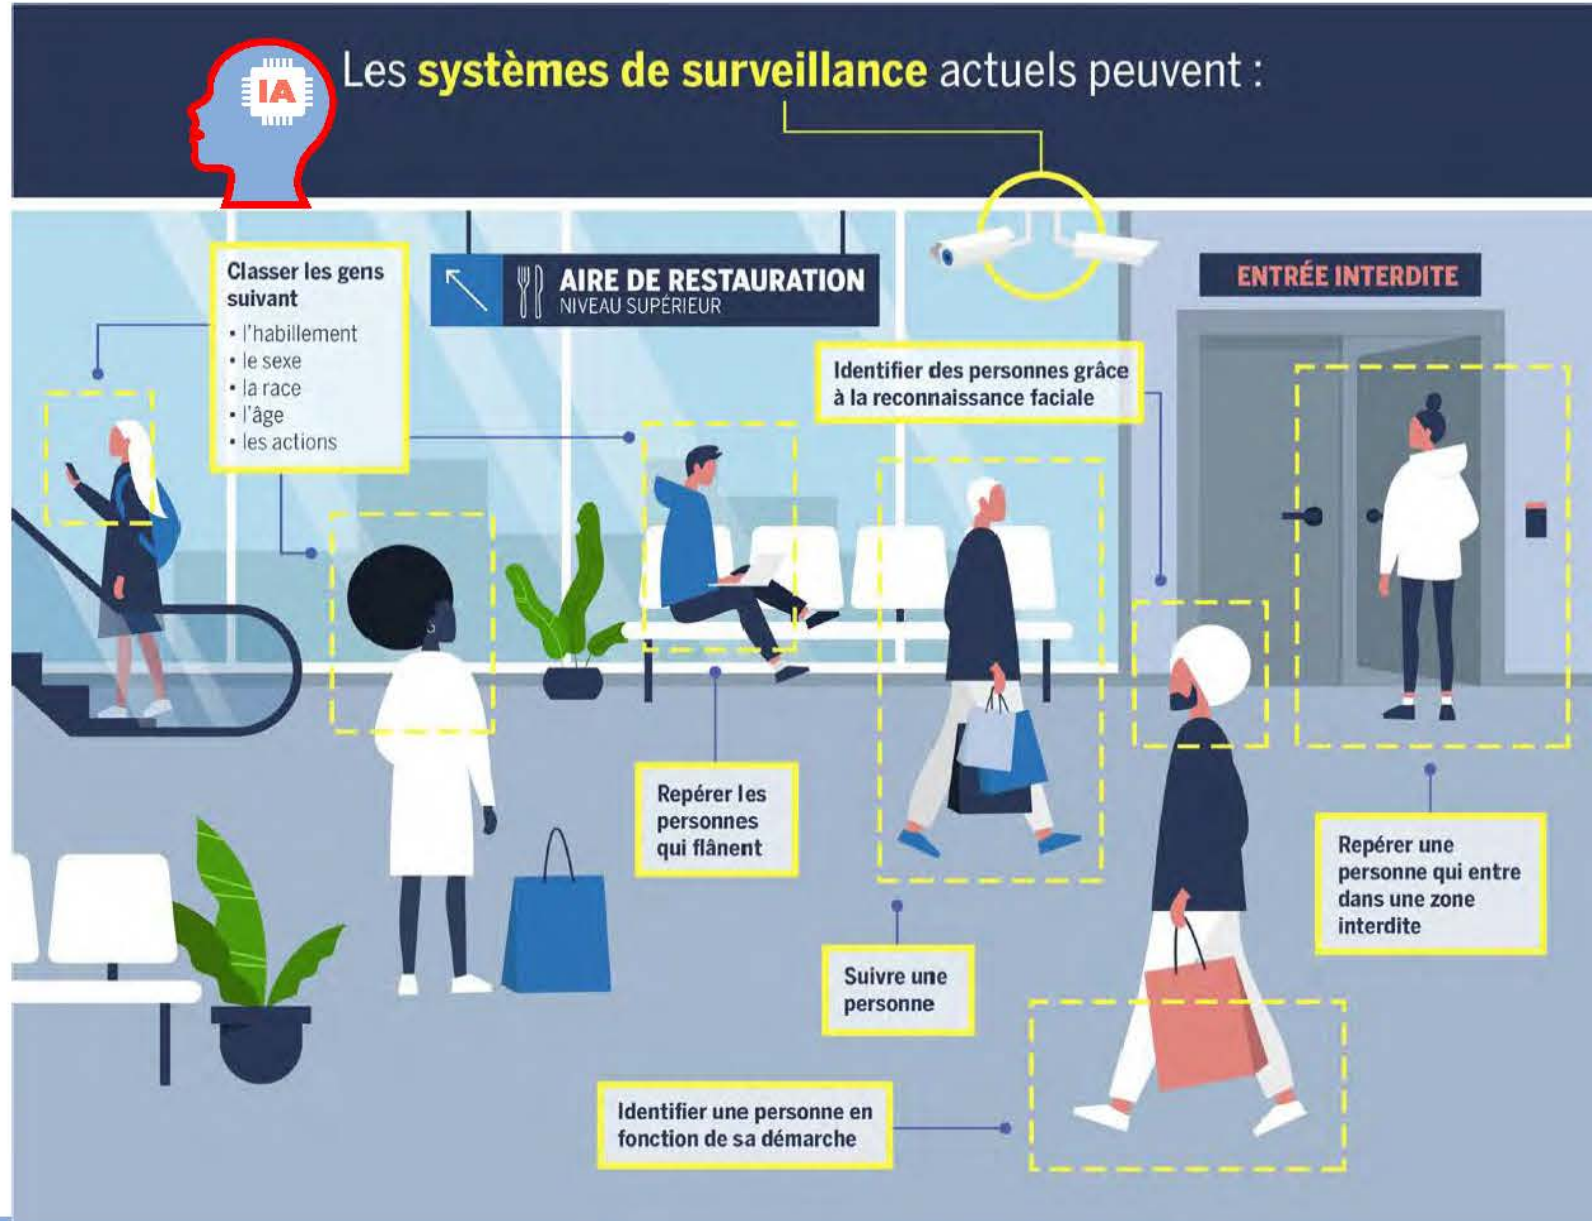 IA
Les systèmes de surveillance actuels peuvent :
Classer les gens
suivant
• l'habillement
• le sexe
• la race
• l'âge
• les actions
AIRE DE RESTAURATION
NIVEAU SUPÉRIEUR
ENTRÉE INTERDITE
Identifier des personnes grâce
à la reconnaissance faciale
Repérer les
personnes
qui flânent
Suivre une
personne
Repérer une
personne qui entre
dans une zone
interdite
Identifier une personne en
fonction de sa démarche